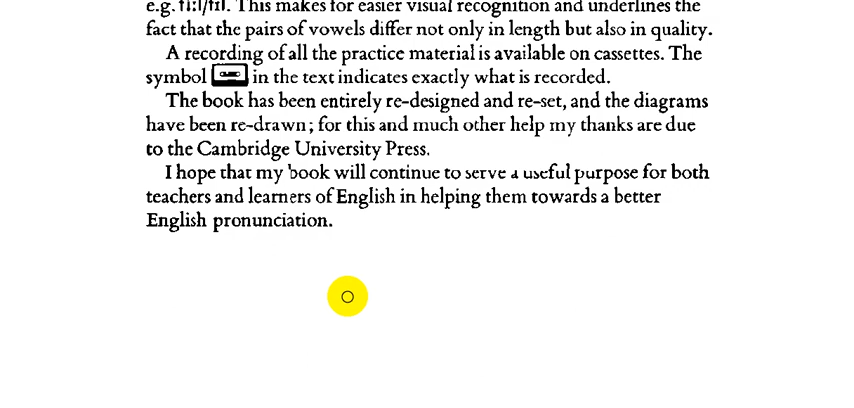 e.g. fiːl/fɪl. This makes for easier visual recognition and underlines the
fact that the pairs of vowels differ not only in length but also in quality.
A recording of all the practice material is available on cassettes. The
symbol in the text indicates exactly what is recorded.
The book has been entirely re-designed and re-set, and the diagrams
have been re-drawn; for this and much other help my thanks are due
to the Cambridge University Press.
I hope that my book will continue to serve a useful purpose for both
teachers and learners of English in helping them towards a better
English pronunciation.